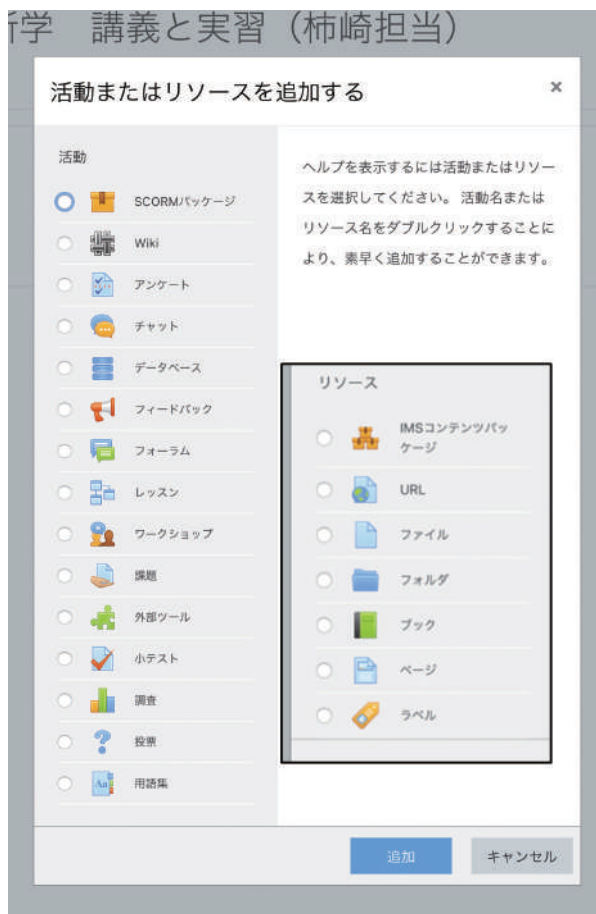 学 講義と実習（柿崎担当）
活動またはリソースを追加する
×
活動
SCORMパッケージ
Wiki
アンケート
チャット
データベース
フィードバック
フォーラム
レッスン
ワークショップ
課題
外部ツール
小テスト
調査
投票
用語集
ヘルプを表示するには活動またはリソー
スを選択してください。 活動名または
リソース名をダブルクリックすることに
より、素早く追加することができます。
リソース
IMSコンテンツパッ
ケージ
URL
ファイル
フォルダ
ブック
ページ
ラベル
追加
キャンセル